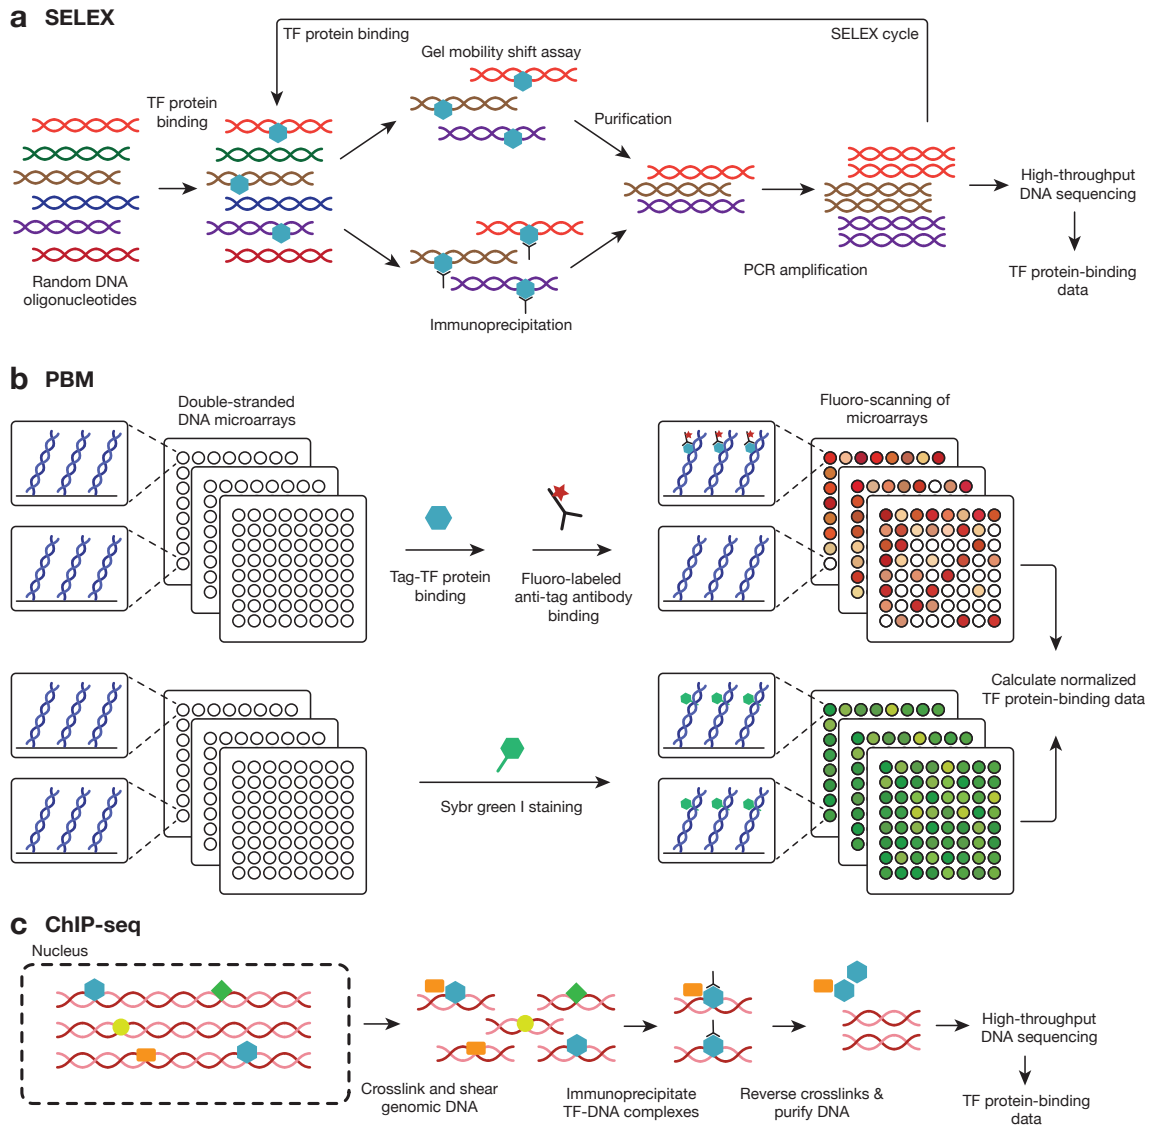 a SELEX
TF protein binding
SELEX cycle
Gel mobility shift assay
TF protein
binding
Purification
High-throughput
DNA sequencing
PCR amplification
TF protein-binding
data
Random DNA
oligonucleotides
Immunoprecipitation
b PBM
Double-stranded
DNA microarrays
Fluoro-scanning of
microarrays
Tag-TF protein
binding
Fluoro-labeled
anti-tag antibody
binding
Calculate normalized
TF protein-binding data
Sybr green I staining
c ChIP-seq
Nucleus
High-throughput
DNA sequencing
Crosslink and shear
genomic DNA
Immunoprecipitate
TF-DNA complexes
Reverse crosslinks &
purify DNA
TF protein-binding
data